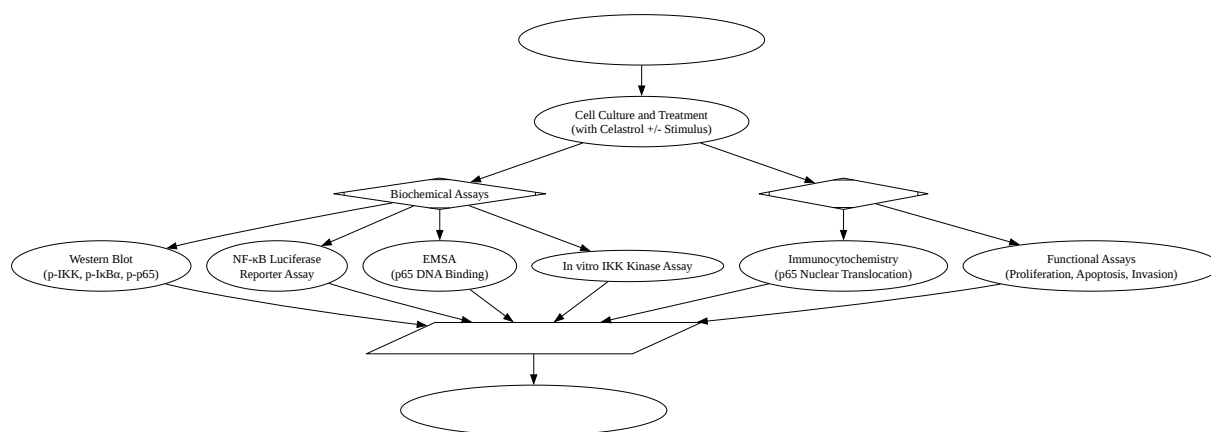 Cell Culture and Treatment
(with Celastrol +/- Stimulus)
Biochemical Assays
Western Blot
(p-IKK, p-IκBα, p-p65)
NF-κB Luciferase
Reporter Assay
EMSA
(p65 DNA Binding)
In vitro IKK Kinase Assay
Immunocytochemistry
(p65 Nuclear Translocation)
Functional Assays
(Proliferation, Apoptosis, Invasion)